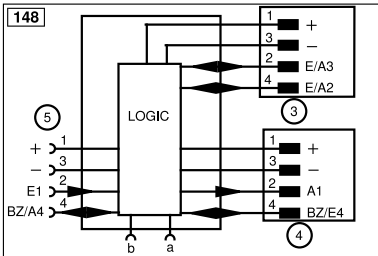 148
1 +
3 −
2 E/A3
4 E/A2
3
LOGIC
5
+ 1
− 3
E1 2
BZ/A4 4
1 +
3 −
2 A1
4 BZ/E4
4
b a